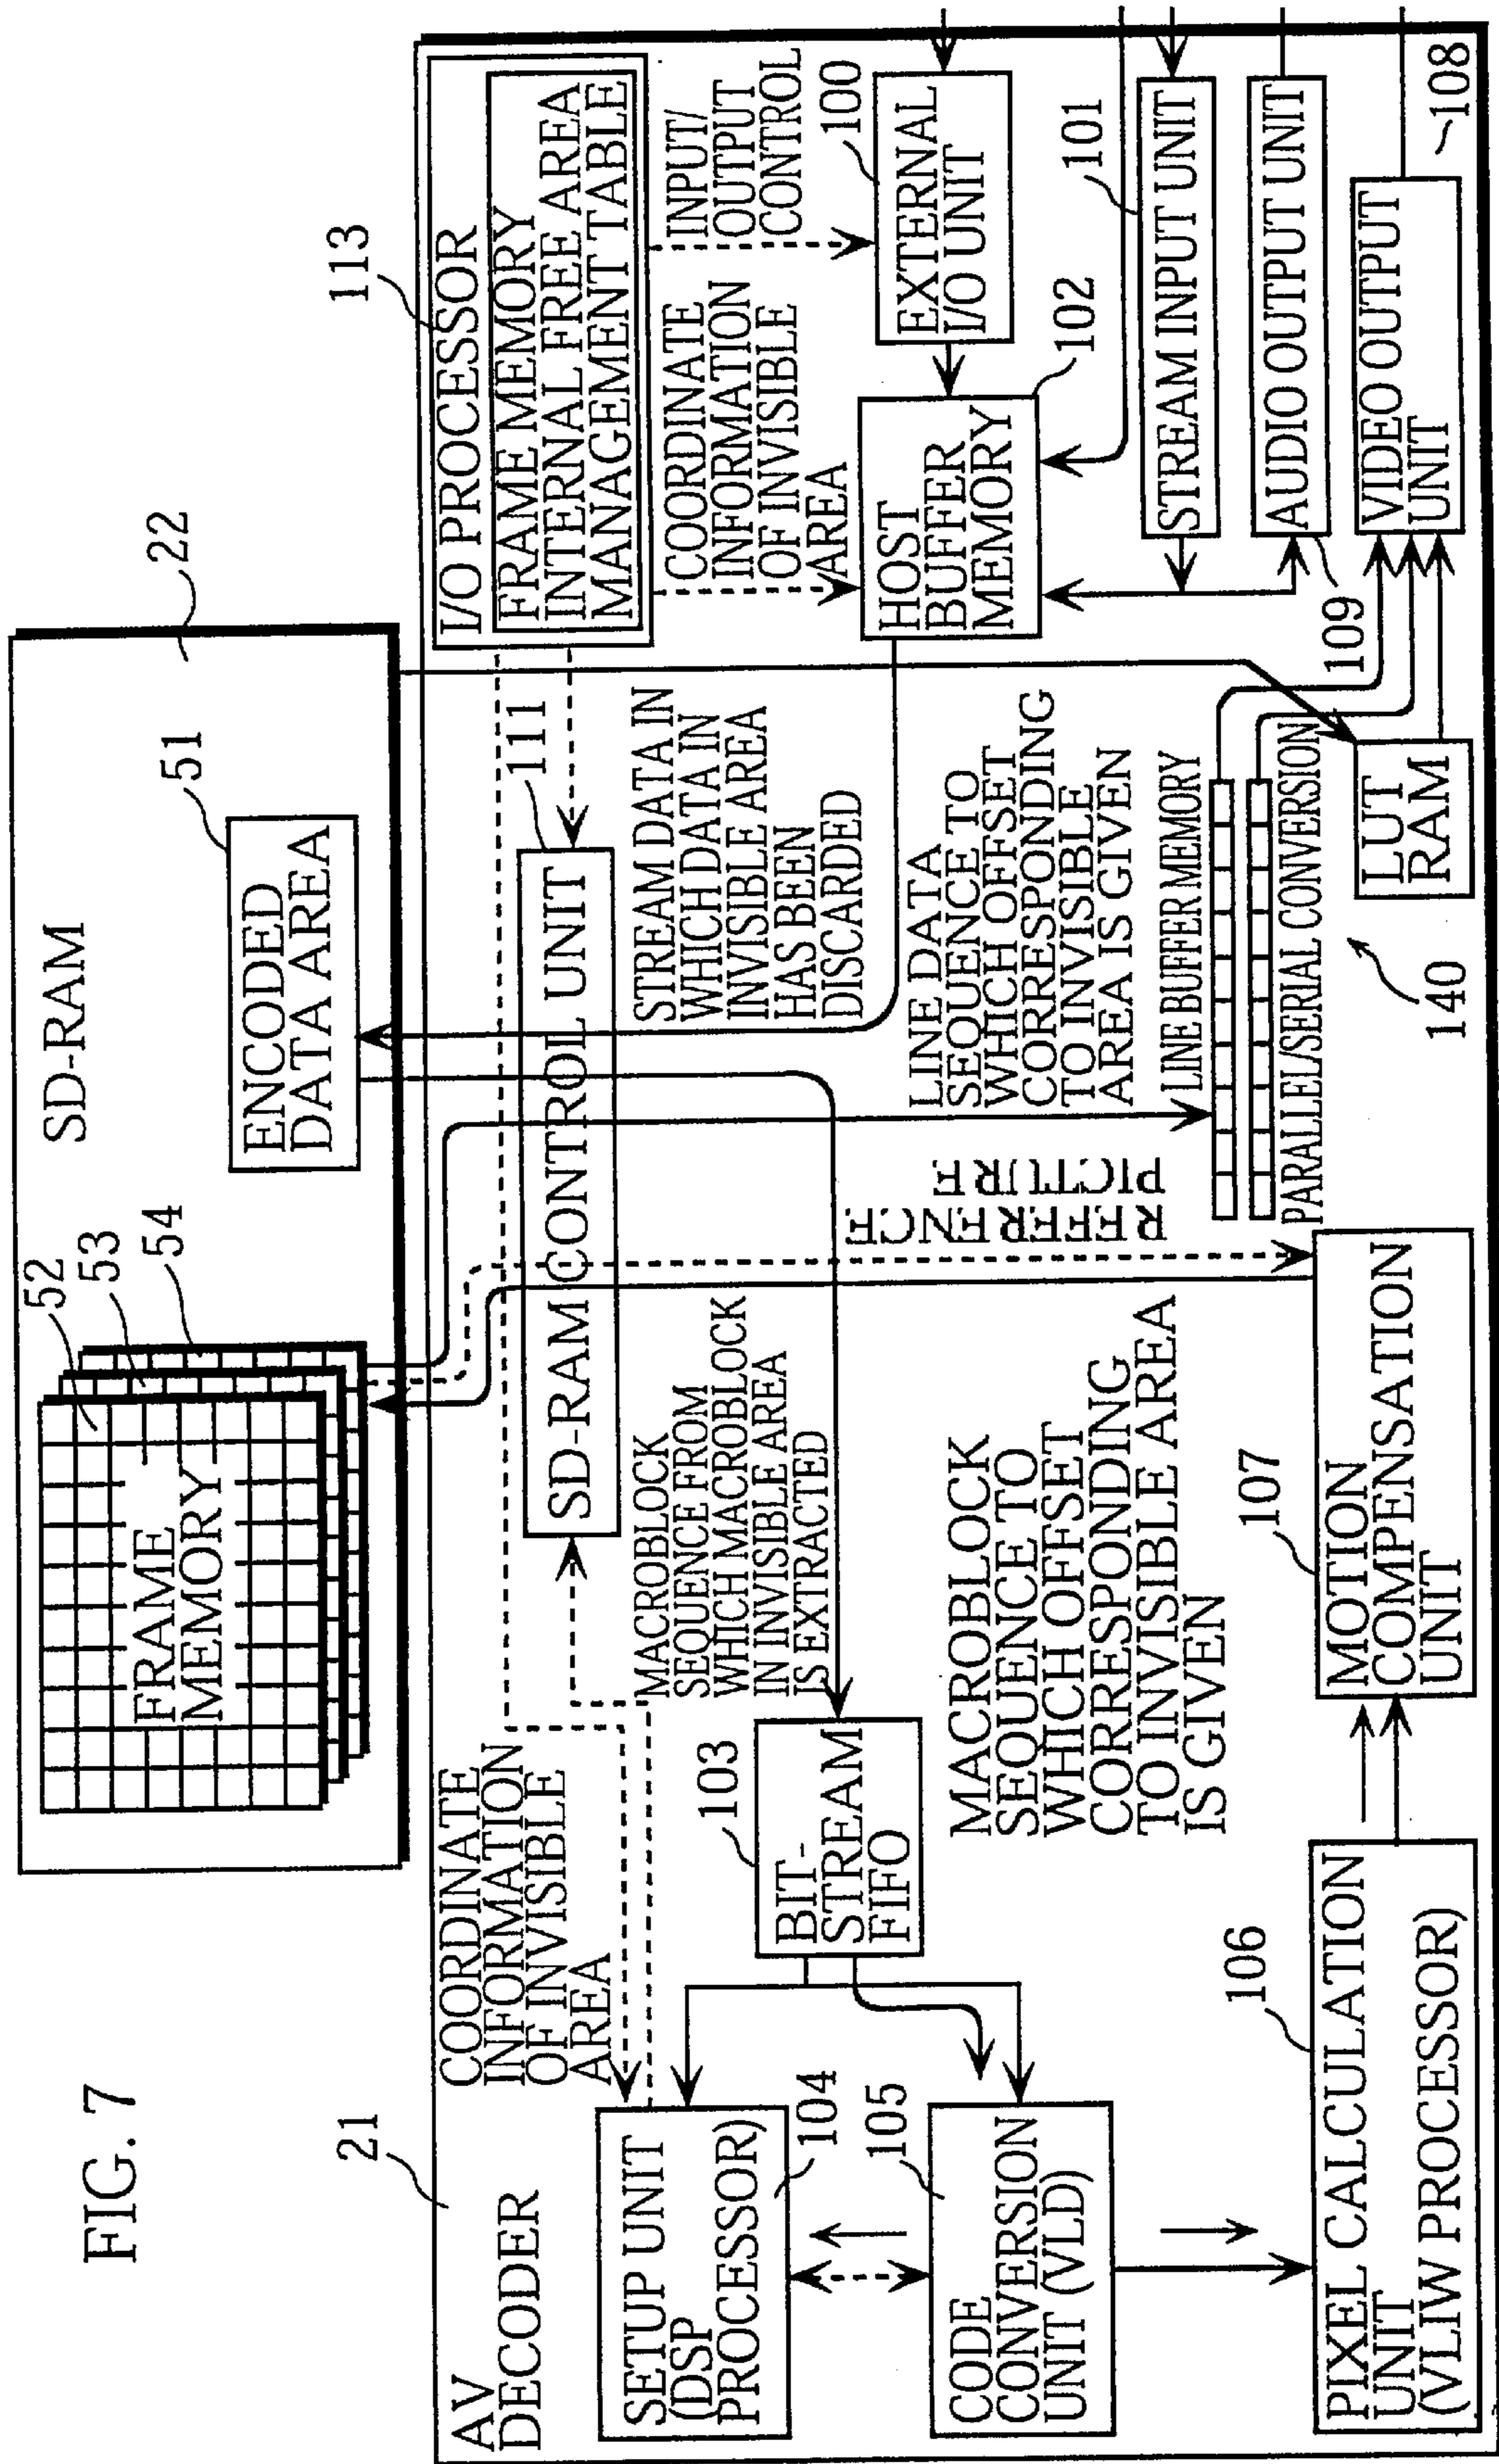 FIG. 7
SD-RAM
22
FRAME
MEMORY
52
53
54
ENCODED
DATA AREA
51
AV
DECODER
21
COORDINATE
INFORMATION
OF INVISIBLE
AREA
I/O PROCESSOR
113
FRAME MEMORY
INTERNAL FREE AREA
MANAGEMENT TABLE
SD-RAM CONTROL UNIT
111
SETUP UNIT
(DSP
PROCESSOR)
104
MACROBLOCK
SEQUENCE FROM
WHICH MACROBLOCK
IN INVISIBLE AREA
IS EXTRACTED
STREAM DATA IN
WHICH DATA IN
INVISIBLE AREA
HAS BEEN
DISCARDED
COORDINATE
INFORMATION
OF INVISIBLE
AREA
INPUT/
OUTPUT
CONTROL
BIT-
STREAM
FIFO
103
HOST
BUFFER
MEMORY
102
EXTERNAL
I/O UNIT
100
CODE
CONVERSION
UNIT (VLD)
105
MACROBLOCK
SEQUENCE TO
WHICH OFFSET
CORRESPONDING
TO INVISIBLE AREA
IS GIVEN
REFERENCE
PICTURE
LINE DATA
SEQUENCE TO
WHICH OFFSET
CORRESPONDING
TO INVISIBLE
AREA IS GIVEN
LINE BUFFER MEMORY
PARALLEL/SERIAL CONVERSION
STREAM INPUT UNIT
101
AUDIO OUTPUT UNIT
109
VIDEO OUTPUT
UNIT
108
PIXEL CALCULATION
UNIT
(VLIW PROCESSOR)
106
MOTION
COMPENSATION
UNIT
107
LUT
RAM
140